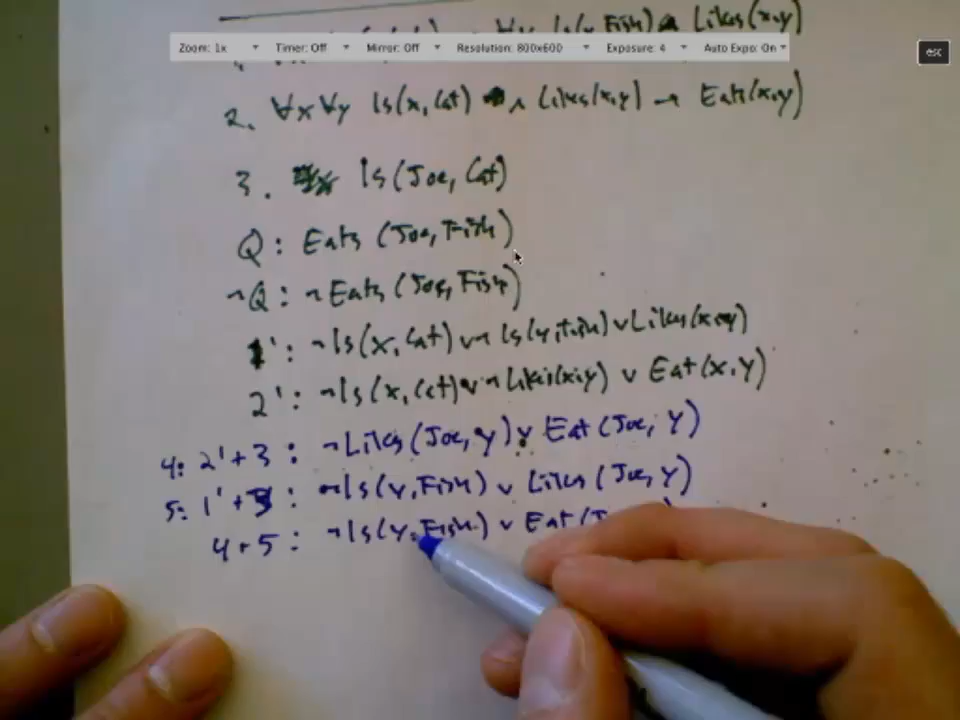 Is(y, Fish) ∧ Likes(x,y)
Zoom: 1x Timer: Off Mirror: Off Resolution: 800x600 Exposure: 4 Auto Expo: On
esc
2. ∀x ∀y Is(x, Cat) ∧ Likes(x,y) → Eats(x,y)
3. Is(Joe, Cat)
Q: Eats (Joe, Fish)
¬Q: ¬Eats (Joe, Fish)
1': ¬Is(x, Cat) ∨ ¬Is(y, Fish) ∨ Likes(x,y)
2': ¬Is(x, Cat) ∨ ¬Likes(x,y) ∨ Eat(x, y)
4: 2'+3: ¬Likes(Joe, y) ∨ Eat(Joe, y)
5: 1'+3: ¬Is(y, Fish) ∨ Likes(Joe, y)
4+5: ¬Is(y, Fish) ∨ Eat(J